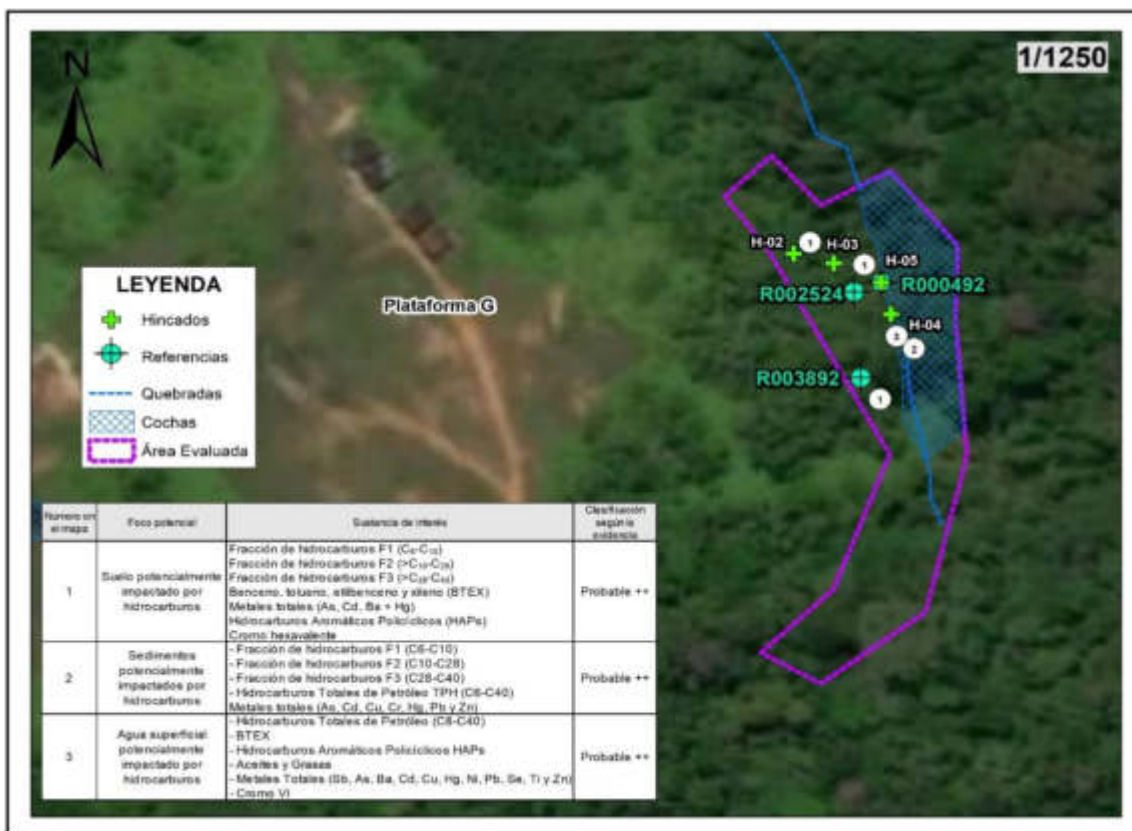 N
1/1250
H-02
1
H-03
1
H-05
R002524
R000492
H-04
3
2
R003892
1
Plataforma G
LEYENDA
Hincados
Referencias
Quebradas
Cochas
Área Evaluada
Numero en el mapa
Foco potencial
Sustancia de interés
Clasificación según la evidencia
1
Suelo potencialmente impactado por hidrocarburos
Fracción de hidrocarburos F1 (C₆-C₁₀)
Fracción de hidrocarburos F2 (>C₁₀-C₂₈)
Fracción de hidrocarburos F3 (>C₂₈-C₄₀)
Benceno, tolueno, etilbenceno y xileno (BTEX)
Metales totales (As, Cd, Ba + Hg)
Hidrocarburos Aromáticos Policíclicos (HAPs)
Cromo hexavalente
Probable ++
2
Sedimentos potencialmente impactados por hidrocarburos
- Fracción de hidrocarburos F1 (C6-C10)
- Fracción de hidrocarburos F2 (C10-C28)
- Fracción de hidrocarburos F3 (C28-C40)
- Hidrocarburos Totales de Petróleo TPH (C6-C40)
Metales totales (As, Cd, Cu, Cr, Hg, Pb y Zn)
Probable ++
3
Agua superficial potencialmente impactado por hidrocarburos
- Hidrocarburos Totales de Petróleo (C6-C40)
- BTEX
- Hidrocarburos Aromáticos Policíclicos HAPs
- Aceites y Grasas
- Metales Totales (Sb, As, Ba, Cd, Cu, Hg, Ni, Pb, Se, Ti y Zn)
- Cromo VI
Probable ++